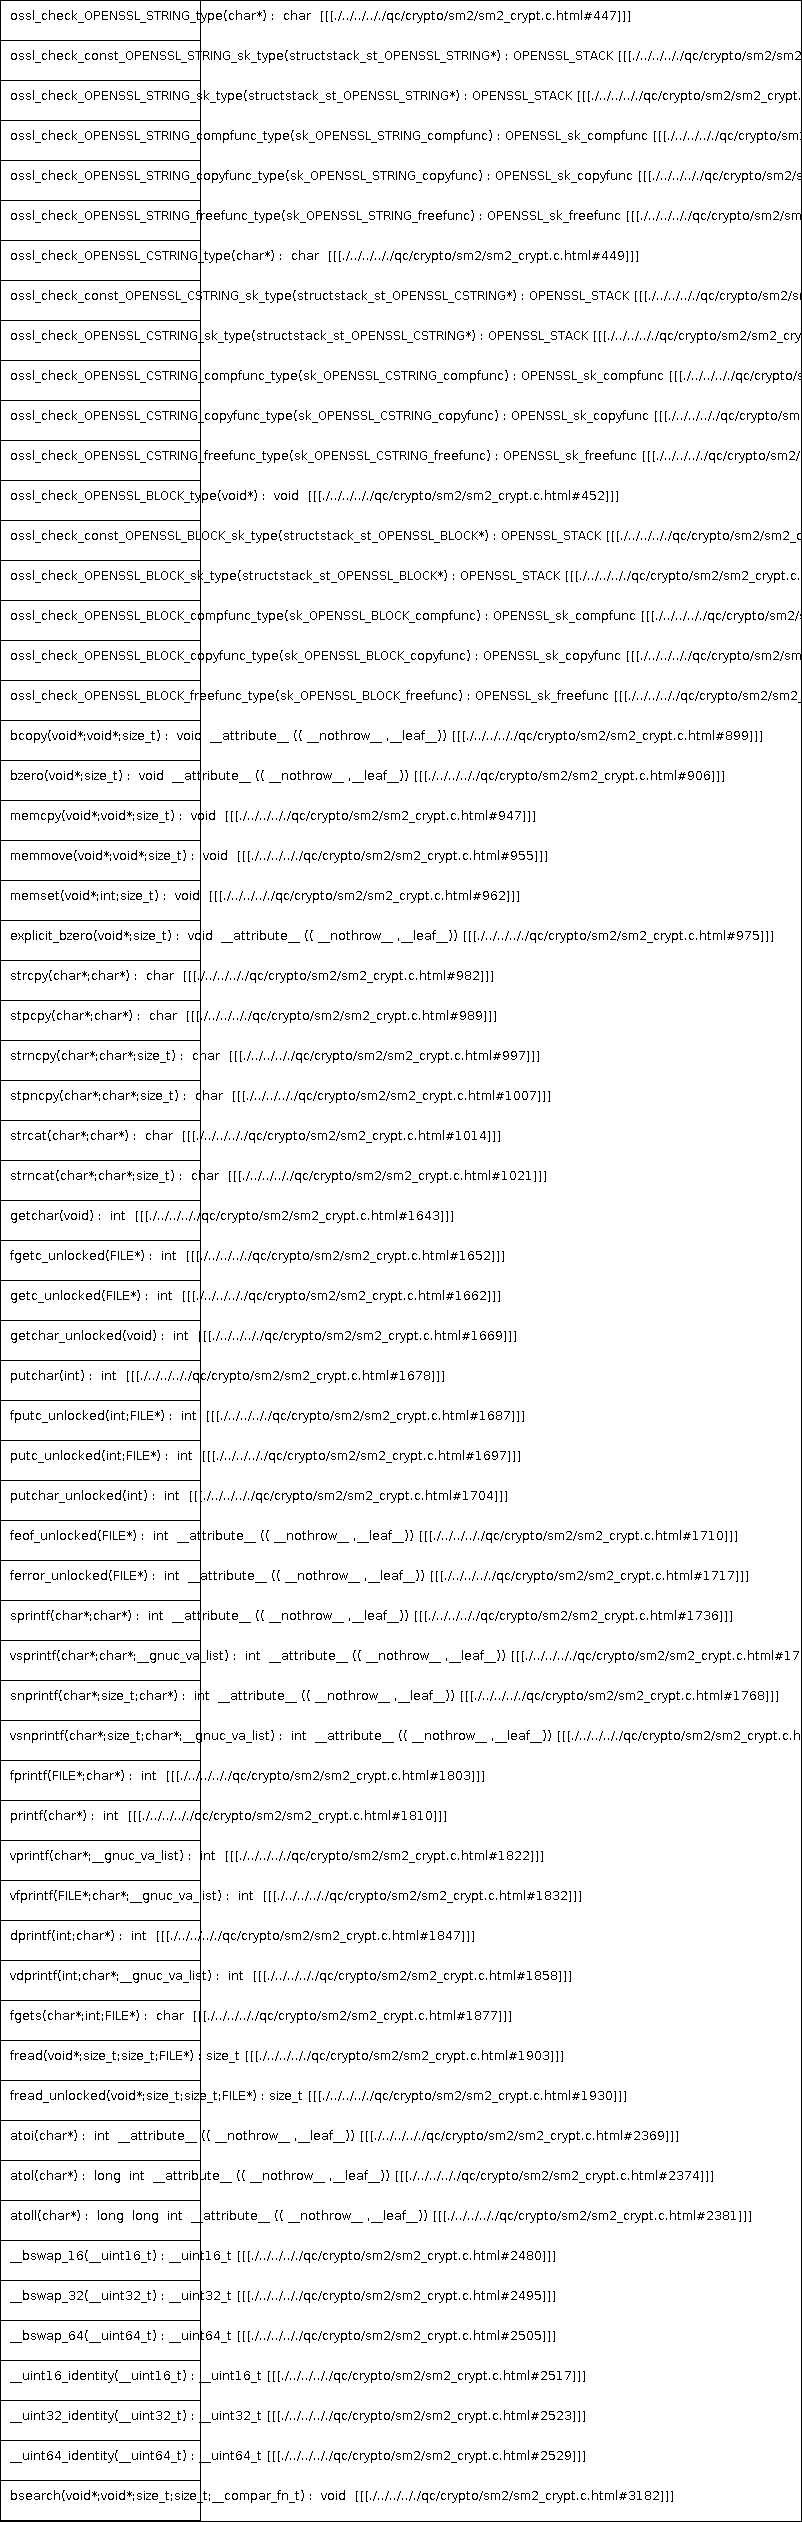 ossl_check_OPENSSL_STRING_type(char*) : char [[[./../../../qc/crypto/sm2/sm2_crypt.c.html#447]]]
ossl_check_const_OPENSSL_STRING_sk_type(structstack_st_OPENSSL_STRING*) : OPENSSL_STACK [[[./../../../qc/crypto/sm2/sm2
ossl_check_OPENSSL_STRING_sk_type(structstack_st_OPENSSL_STRING*) : OPENSSL_STACK [[[./../../../qc/crypto/sm2/sm2_crypt.
ossl_check_OPENSSL_STRING_compfunc_type(sk_OPENSSL_STRING_compfunc) : OPENSSL_sk_compfunc [[[./../../../qc/crypto/sm
ossl_check_OPENSSL_STRING_copyfunc_type(sk_OPENSSL_STRING_copyfunc) : OPENSSL_sk_copyfunc [[[./../../../qc/crypto/sm2/s
ossl_check_OPENSSL_STRING_freefunc_type(sk_OPENSSL_STRING_freefunc) : OPENSSL_sk_freefunc [[[./../../../qc/crypto/sm2/sm
ossl_check_OPENSSL_CSTRING_type(char*) : char [[[./../../../qc/crypto/sm2/sm2_crypt.c.html#449]]]
ossl_check_const_OPENSSL_CSTRING_sk_type(structstack_st_OPENSSL_CSTRING*) : OPENSSL_STACK [[[./../../../qc/crypto/sm2/s
ossl_check_OPENSSL_CSTRING_sk_type(structstack_st_OPENSSL_CSTRING*) : OPENSSL_STACK [[[./../../../qc/crypto/sm2/sm2_cry
ossl_check_OPENSSL_CSTRING_compfunc_type(sk_OPENSSL_CSTRING_compfunc) : OPENSSL_sk_compfunc [[[./../../../qc/crypto/s
ossl_check_OPENSSL_CSTRING_copyfunc_type(sk_OPENSSL_CSTRING_copyfunc) : OPENSSL_sk_copyfunc [[[./../../../qc/crypto/sm
ossl_check_OPENSSL_CSTRING_freefunc_type(sk_OPENSSL_CSTRING_freefunc) : OPENSSL_sk_freefunc [[[./../../../qc/crypto/sm2/
ossl_check_OPENSSL_BLOCK_type(void*) : void [[[./../../../qc/crypto/sm2/sm2_crypt.c.html#452]]]
ossl_check_const_OPENSSL_BLOCK_sk_type(structstack_st_OPENSSL_BLOCK*) : OPENSSL_STACK [[[./../../../qc/crypto/sm2/sm2_c
ossl_check_OPENSSL_BLOCK_sk_type(structstack_st_OPENSSL_BLOCK*) : OPENSSL_STACK [[[./../../../qc/crypto/sm2/sm2_crypt.c.
ossl_check_OPENSSL_BLOCK_compfunc_type(sk_OPENSSL_BLOCK_compfunc) : OPENSSL_sk_compfunc [[[./../../../qc/crypto/sm2/
ossl_check_OPENSSL_BLOCK_copyfunc_type(sk_OPENSSL_BLOCK_copyfunc) : OPENSSL_sk_copyfunc [[[./../../../qc/crypto/sm2/sm
ossl_check_OPENSSL_BLOCK_freefunc_type(sk_OPENSSL_BLOCK_freefunc) : OPENSSL_sk_freefunc [[[./../../../qc/crypto/sm2/sm2_
bcopy(void*;void*;size_t) : void __attribute__ (( __nothrow__ ,__leaf__)) [[[./../../../qc/crypto/sm2/sm2_crypt.c.html#899]]]
bzero(void*;size_t) : void __attribute__ (( __nothrow__ ,__leaf__)) [[[./../../../qc/crypto/sm2/sm2_crypt.c.html#906]]]
memcpy(void*;void*;size_t) : void [[[./../../../qc/crypto/sm2/sm2_crypt.c.html#947]]]
memmove(void*;void*;size_t) : void [[[./../../../qc/crypto/sm2/sm2_crypt.c.html#955]]]
memset(void*;int;size_t) : void [[[./../../../qc/crypto/sm2/sm2_crypt.c.html#962]]]
explicit_bzero(void*;size_t) : void __attribute__ (( __nothrow__ ,__leaf__)) [[[./../../../qc/crypto/sm2/sm2_crypt.c.html#975]]]
strcpy(char*;char*) : char [[[./../../../qc/crypto/sm2/sm2_crypt.c.html#982]]]
stpcpy(char*;char*) : char [[[./../../../qc/crypto/sm2/sm2_crypt.c.html#989]]]
strncpy(char*;char*;size_t) : char [[[./../../../qc/crypto/sm2/sm2_crypt.c.html#997]]]
stpncpy(char*;char*;size_t) : char [[[./../../../qc/crypto/sm2/sm2_crypt.c.html#1007]]]
strcat(char*;char*) : char [[[./../../../qc/crypto/sm2/sm2_crypt.c.html#1014]]]
strncat(char*;char*;size_t) : char [[[./../../../qc/crypto/sm2/sm2_crypt.c.html#1021]]]
getchar(void) : int [[[./../../../qc/crypto/sm2/sm2_crypt.c.html#1643]]]
fgetc_unlocked(FILE*) : int [[[./../../../qc/crypto/sm2/sm2_crypt.c.html#1652]]]
getc_unlocked(FILE*) : int [[[./../../../qc/crypto/sm2/sm2_crypt.c.html#1662]]]
getchar_unlocked(void) : int [[[./../../../qc/crypto/sm2/sm2_crypt.c.html#1669]]]
putchar(int) : int [[[./../../../qc/crypto/sm2/sm2_crypt.c.html#1678]]]
fputc_unlocked(int;FILE*) : int [[[./../../../qc/crypto/sm2/sm2_crypt.c.html#1687]]]
putc_unlocked(int;FILE*) : int [[[./../../../qc/crypto/sm2/sm2_crypt.c.html#1697]]]
putchar_unlocked(int) : int [[[./../../../qc/crypto/sm2/sm2_crypt.c.html#1704]]]
feof_unlocked(FILE*) : int __attribute__ (( __nothrow__ ,__leaf__)) [[[./../../../qc/crypto/sm2/sm2_crypt.c.html#1710]]]
ferror_unlocked(FILE*) : int __attribute__ (( __nothrow__ ,__leaf__)) [[[./../../../qc/crypto/sm2/sm2_crypt.c.html#1717]]]
sprintf(char*;char*) : int __attribute__ (( __nothrow__ ,__leaf__)) [[[./../../../qc/crypto/sm2/sm2_crypt.c.html#1736]]]
vsprintf(char*;char*;__gnuc_va_list) : int __attribute__ (( __nothrow__ ,__leaf__)) [[[./../../../qc/crypto/sm2/sm2_crypt.c.html#17
snprintf(char*;size_t;char*) : int __attribute__ (( __nothrow__ ,__leaf__)) [[[./../../../qc/crypto/sm2/sm2_crypt.c.html#1768]]]
vsnprintf(char*;size_t;char*;__gnuc_va_list) : int __attribute__ (( __nothrow__ ,__leaf__)) [[[./../../../qc/crypto/sm2/sm2_crypt.c.h
fprintf(FILE*;char*) : int [[[./../../../qc/crypto/sm2/sm2_crypt.c.html#1803]]]
printf(char*) : int [[[./../../../qc/crypto/sm2/sm2_crypt.c.html#1810]]]
vprintf(char*;__gnuc_va_list) : int [[[./../../../qc/crypto/sm2/sm2_crypt.c.html#1822]]]
vfprintf(FILE*;char*;__gnuc_va_list) : int [[[./../../../qc/crypto/sm2/sm2_crypt.c.html#1832]]]
dprintf(int;char*) : int [[[./../../../qc/crypto/sm2/sm2_crypt.c.html#1847]]]
vdprintf(int;char*;__gnuc_va_list) : int [[[./../../../qc/crypto/sm2/sm2_crypt.c.html#1858]]]
fgets(char*;int;FILE*) : char [[[./../../../qc/crypto/sm2/sm2_crypt.c.html#1877]]]
fread(void*;size_t;size_t;FILE*) : size_t [[[./../../../qc/crypto/sm2/sm2_crypt.c.html#1903]]]
fread_unlocked(void*;size_t;size_t;FILE*) : size_t [[[./../../../qc/crypto/sm2/sm2_crypt.c.html#1930]]]
atoi(char*) : int __attribute__ (( __nothrow__ ,__leaf__)) [[[./../../../qc/crypto/sm2/sm2_crypt.c.html#2369]]]
atol(char*) : long int __attribute__ (( __nothrow__ ,__leaf__)) [[[./../../../qc/crypto/sm2/sm2_crypt.c.html#2374]]]
atoll(char*) : long long int __attribute__ (( __nothrow__ ,__leaf__)) [[[./../../../qc/crypto/sm2/sm2_crypt.c.html#2381]]]
__bswap_16(__uint16_t) : __uint16_t [[[./../../../qc/crypto/sm2/sm2_crypt.c.html#2480]]]
__bswap_32(__uint32_t) : __uint32_t [[[./../../../qc/crypto/sm2/sm2_crypt.c.html#2495]]]
__bswap_64(__uint64_t) : __uint64_t [[[./../../../qc/crypto/sm2/sm2_crypt.c.html#2505]]]
__uint16_identity(__uint16_t) : __uint16_t [[[./../../../qc/crypto/sm2/sm2_crypt.c.html#2517]]]
__uint32_identity(__uint32_t) : __uint32_t [[[./../../../qc/crypto/sm2/sm2_crypt.c.html#2523]]]
__uint64_identity(__uint64_t) : __uint64_t [[[./../../../qc/crypto/sm2/sm2_crypt.c.html#2529]]]
bsearch(void*;void*;size_t;size_t;__compar_fn_t) : void [[[./../../../qc/crypto/sm2/sm2_crypt.c.html#3182]]]